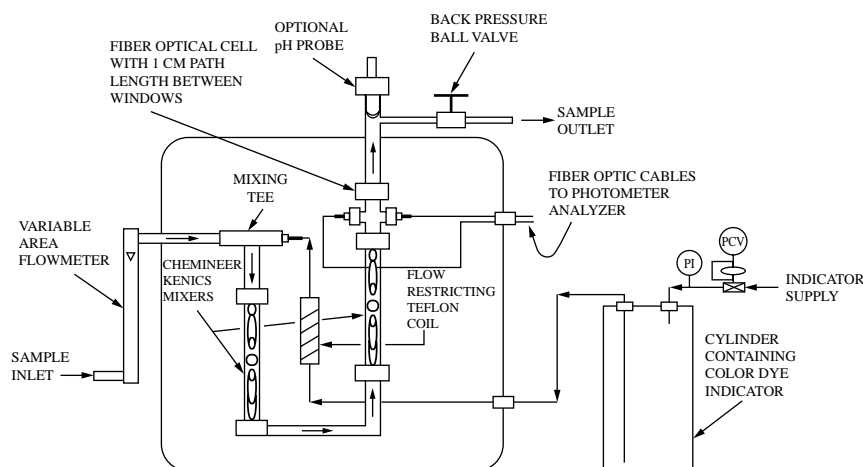 OPTIONAL
pH PROBE
BACK PRESSURE
BALL VALVE
FIBER OPTICAL CELL
WITH 1 CM PATH
LENGTH BETWEEN
WINDOWS
SAMPLE
OUTLET
MIXING
TEE
FIBER OPTIC CABLES
TO PHOTOMETER
ANALYZER
VARIABLE
AREA
FLOWMETER
CHEMINEER
KENICS
MIXERS
FLOW
RESTRICTING
TEFLON
COIL
PI
PCV
INDICATOR
SUPPLY
SAMPLE
INLET
CYLINDER
CONTAINING
COLOR DYE
INDICATOR